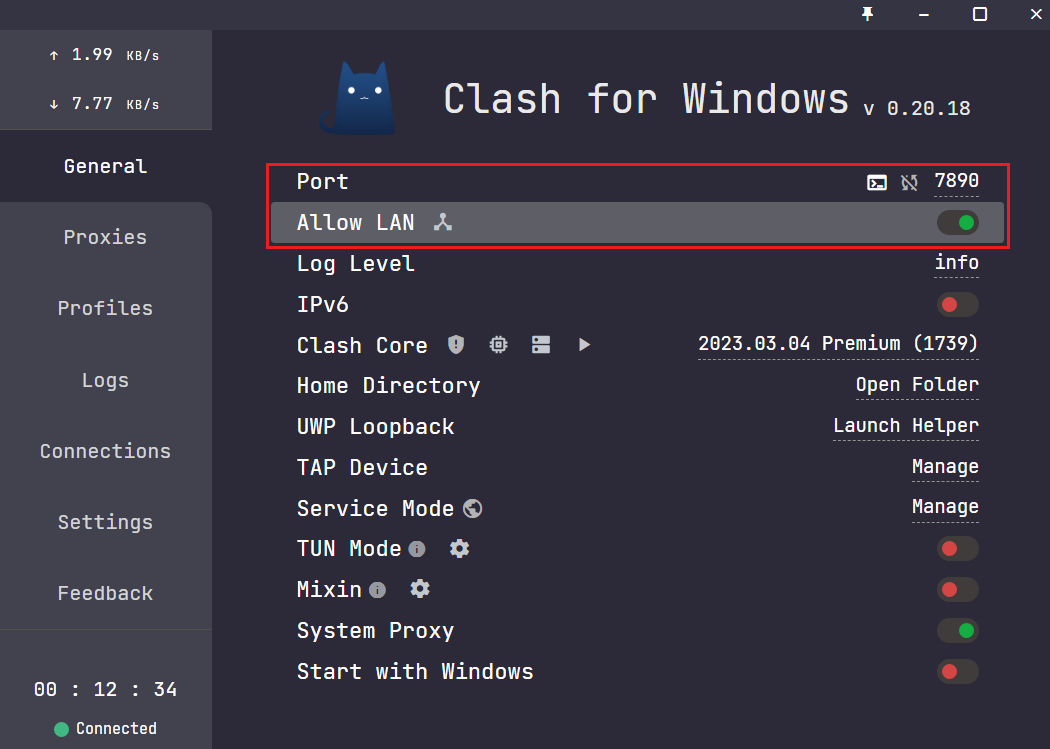 ↑ 1.99 KB/s
↓ 7.77 KB/s
General
Proxies
Profiles
Logs
Connections
Settings
Feedback
00 : 12 : 34
Connected
Clash for Windows v 0.20.18
Port 7890
Allow LAN
Log Level info
IPv6
Clash Core 2023.03.04 Premium (1739)
Home Directory Open Folder
UWP Loopback Launch Helper
TAP Device Manage
Service Mode Manage
TUN Mode
Mixin
System Proxy
Start with Windows